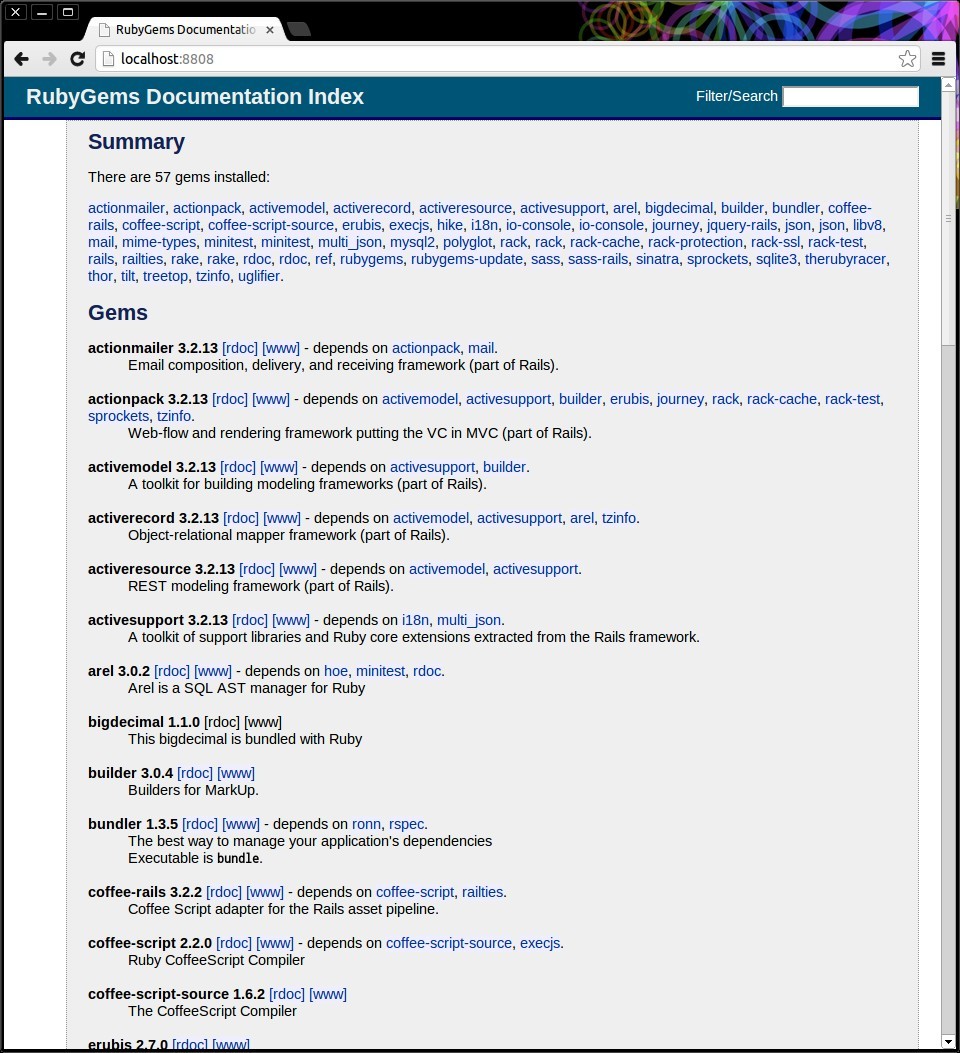 RubyGems Documentatio
localhost:8808
RubyGems Documentation Index
Filter/Search
Summary
There are 57 gems installed:
actionmailer, actionpack, activemodel, activerecord, activeresource, activesupport, arel, bigdecimal, builder, bundler, coffee-
rails, coffee-script, coffee-script-source, erubis, execjs, hike, i18n, io-console, io-console, journey, jquery-rails, json, json, libv8,
mail, mime-types, minitest, minitest, multi_json, mysql2, polyglot, rack, rack, rack-cache, rack-protection, rack-ssl, rack-test,
rails, railties, rake, rake, rdoc, rdoc, ref, rubygems, rubygems-update, sass, sass-rails, sinatra, sprockets, sqlite3, therubyracer,
thor, tilt, treetop, tzinfo, uglifier.
Gems
actionmailer 3.2.13 [rdoc] [www] - depends on actionpack, mail.
Email composition, delivery, and receiving framework (part of Rails).
actionpack 3.2.13 [rdoc] [www] - depends on activemodel, activesupport, builder, erubis, journey, rack, rack-cache, rack-test,
sprockets, tzinfo.
Web-flow and rendering framework putting the VC in MVC (part of Rails).
activemodel 3.2.13 [rdoc] [www] - depends on activesupport, builder.
A toolkit for building modeling frameworks (part of Rails).
activerecord 3.2.13 [rdoc] [www] - depends on activemodel, activesupport, arel, tzinfo.
Object-relational mapper framework (part of Rails).
activeresource 3.2.13 [rdoc] [www] - depends on activemodel, activesupport.
REST modeling framework (part of Rails).
activesupport 3.2.13 [rdoc] [www] - depends on i18n, multi_json.
A toolkit of support libraries and Ruby core extensions extracted from the Rails framework.
arel 3.0.2 [rdoc] [www] - depends on hoe, minitest, rdoc.
Arel is a SQL AST manager for Ruby
bigdecimal 1.1.0 [rdoc] [www]
This bigdecimal is bundled with Ruby
builder 3.0.4 [rdoc] [www]
Builders for MarkUp.
bundler 1.3.5 [rdoc] [www] - depends on ronn, rspec.
The best way to manage your application's dependencies
Executable is bundle.
coffee-rails 3.2.2 [rdoc] [www] - depends on coffee-script, railties.
Coffee Script adapter for the Rails asset pipeline.
coffee-script 2.2.0 [rdoc] [www] - depends on coffee-script-source, execjs.
Ruby CoffeeScript Compiler
coffee-script-source 1.6.2 [rdoc] [www]
The CoffeeScript Compiler
erubis 2.7.0 [rdoc] [www]